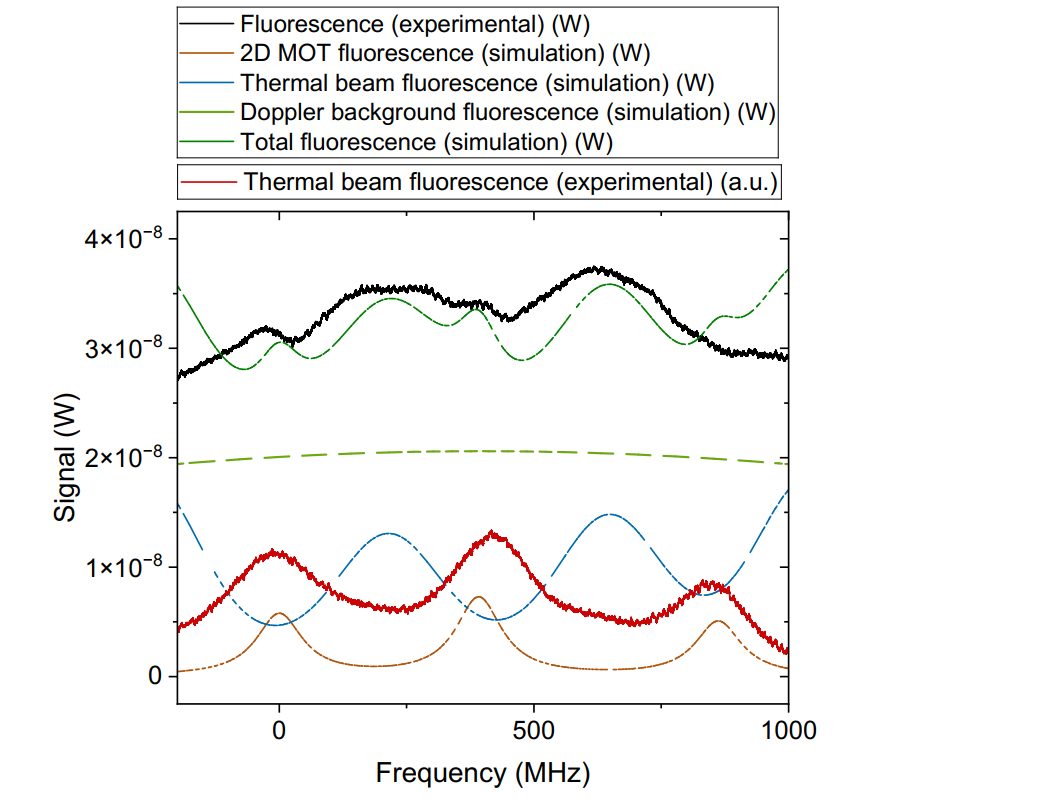 Fluorescence (experimental) (W)
2D MOT fluorescence (simulation) (W)
Thermal beam fluorescence (simulation) (W)
Doppler background fluorescence (simulation) (W)
Total fluorescence (simulation) (W)
Thermal beam fluorescence (experimental) (a.u.)
4×10⁻⁸
3×10⁻⁸
2×10⁻⁸
1×10⁻⁸
0
Signal (W)
0 500 1000
Frequency (MHz)